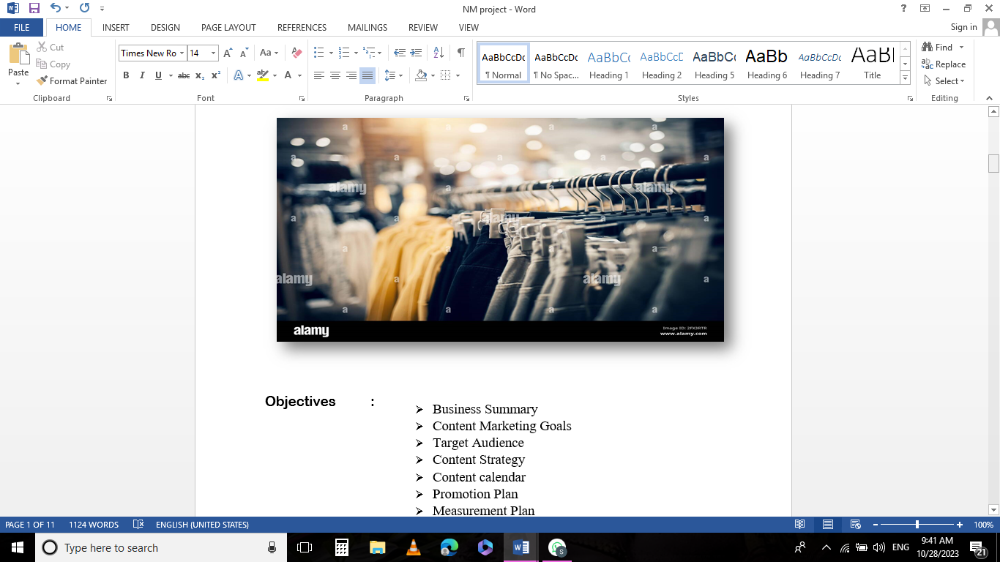 NM project - Word
FILE HOME INSERT DESIGN PAGE LAYOUT REFERENCES MAILINGS REVIEW VIEW Sign in
Paste
Cut
Copy
Format Painter
Clipboard
Times New Ro 14
Font
Paragraph
AaBbCcDc AaBbCcDc AaBbCc AaBbCcD AaBbCc AaBb AaBbCcDc AaBl
¶ Normal ¶ No Spac... Heading 1 Heading 2 Heading 5 Heading 6 Heading 7 Title
Styles
Find
Replace
Select
Editing
a a a a a
a a a a a
alamy alamy
a alamy a
a a a a a
alamy a a alamy a
a a a a
alamy
Image ID: 2FX3RTR
www.alamy.com
Objectives :
Business Summary
Content Marketing Goals
Target Audience
Content Strategy
Content calendar
Promotion Plan
Measurement Plan
PAGE 1 OF 11 1124 WORDS ENGLISH (UNITED STATES) 100%
Type here to search
ENG
9:41 AM
10/28/2023
21